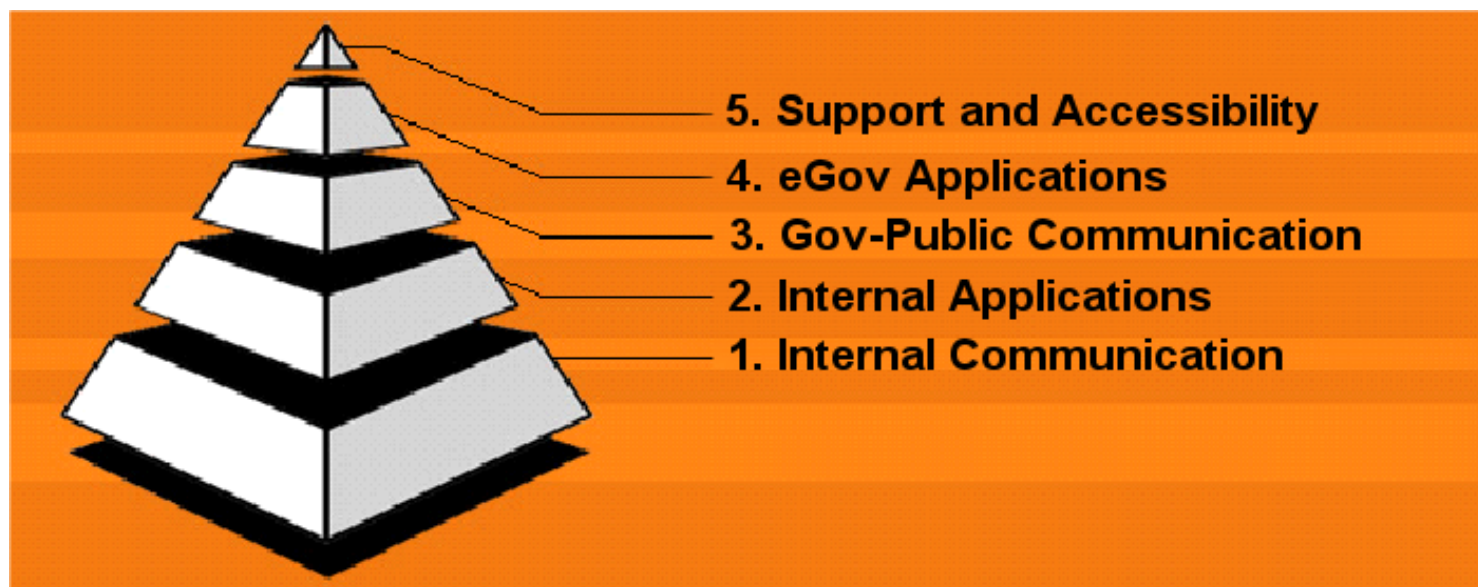 5. Support and Accessibility
4. eGov Applications
3. Gov-Public Communication
2. Internal Applications
1. Internal Communication